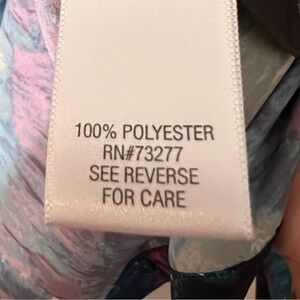 100% POLYESTER
RN#73277
SEE REVERSE
FOR CARE